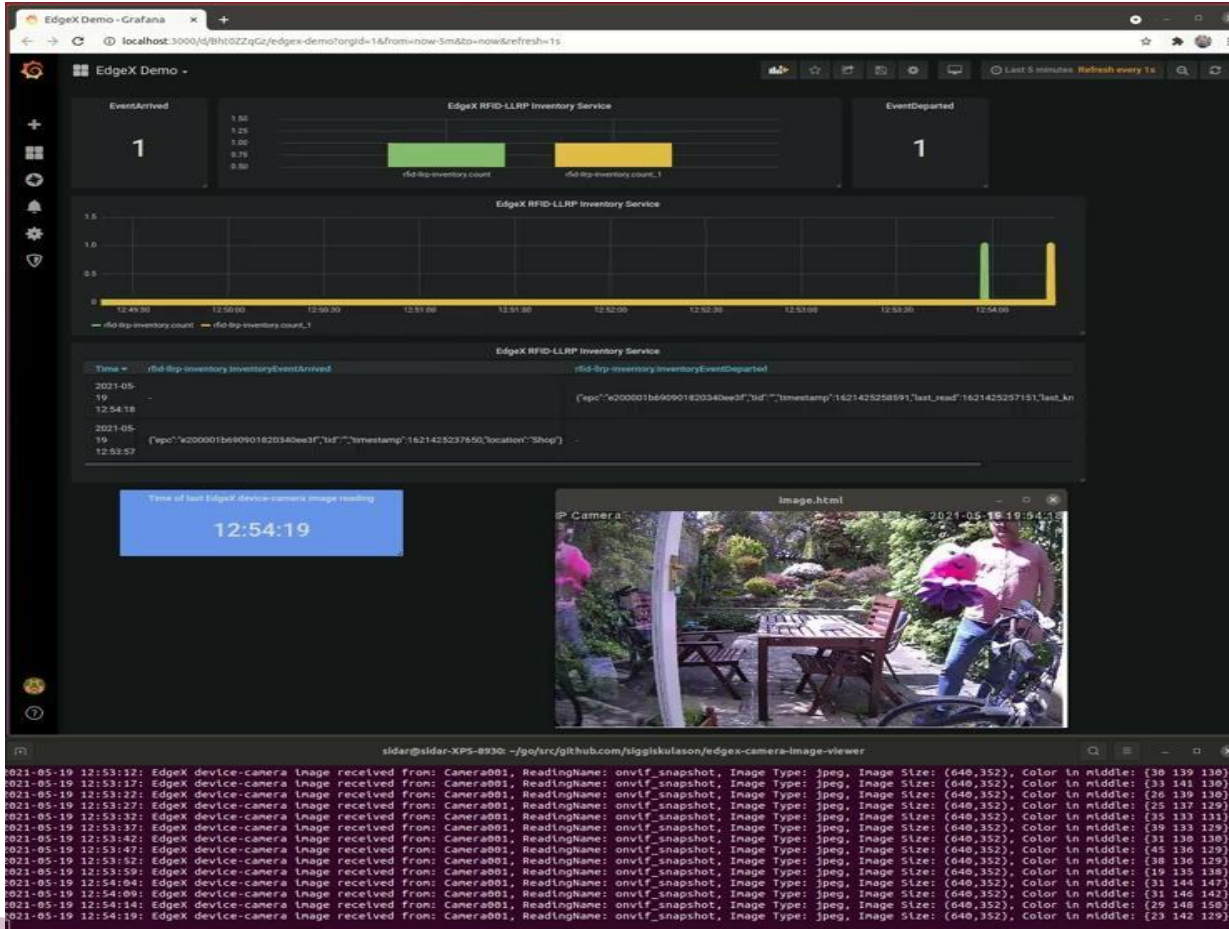 EdgeX Demo - Grafana
localhost:3000/d/Bht0ZZqGz/edgex-demo?orgId=1&from=now-5m&to=now&refresh=1s
EdgeX Demo
Last 5 minutes Refresh every 1s
EventArrived
1
EdgeX RFID-LLRP Inventory Service
1.50
1.25
1.00
0.75
0.50
rfid-llrp-inventory.count
rfid-llrp-inventory.count_1
EventDeparted
1
EdgeX RFID-LLRP Inventory Service
1.5
1.0
0.5
0
12:49:30 12:50:00 12:50:30 12:51:00 12:51:30 12:52:00 12:52:30 12:53:00 12:53:30 12:54:00
rfid-llrp-inventory.count rfid-llrp-inventory.count_1
EdgeX RFID-LLRP Inventory Service
Time rfid-llrp-inventory.InventoryEventArrived rfid-llrp-inventory.InventoryEventDeparted
2021-05-
19
12:54:18
- {"epc":"e200001b690901820340ee3f","tid":"","timestamp":1621425258591,"last_read":1621425257151,"last_kn
2021-05-
19
12:53:57
{"epc":"e200001b690901820340ee3f","tid":"","timestamp":1621425237650,"location":"Shop"} -
Time of last EdgeX device-camera image reading
12:54:19
image.html
P Camera 2021-05-19 19:54:18
sidar@sidar-XPS-8930: ~/go/src/github.com/siggiskulason/edgex-camera-image-viewer
2021-05-19 12:53:12: EdgeX device-camera image received from: Camera001, ReadingName: onvif_snapshot, Image Type: jpeg, Image Size: (640,352), Color in middle: {30 139 130}
2021-05-19 12:53:17: EdgeX device-camera image received from: Camera001, ReadingName: onvif_snapshot, Image Type: jpeg, Image Size: (640,352), Color in middle: {33 141 130}
2021-05-19 12:53:22: EdgeX device-camera image received from: Camera001, ReadingName: onvif_snapshot, Image Type: jpeg, Image Size: (640,352), Color in middle: {26 139 130}
2021-05-19 12:53:27: EdgeX device-camera image received from: Camera001, ReadingName: onvif_snapshot, Image Type: jpeg, Image Size: (640,352), Color in middle: {25 137 129}
2021-05-19 12:53:32: EdgeX device-camera image received from: Camera001, ReadingName: onvif_snapshot, Image Type: jpeg, Image Size: (640,352), Color in middle: {35 133 131}
2021-05-19 12:53:37: EdgeX device-camera image received from: Camera001, ReadingName: onvif_snapshot, Image Type: jpeg, Image Size: (640,352), Color in middle: {39 133 129}
2021-05-19 12:53:42: EdgeX device-camera image received from: Camera001, ReadingName: onvif_snapshot, Image Type: jpeg, Image Size: (640,352), Color in middle: {31 138 130}
2021-05-19 12:53:47: EdgeX device-camera image received from: Camera001, ReadingName: onvif_snapshot, Image Type: jpeg, Image Size: (640,352), Color in middle: {45 130 129}
2021-05-19 12:53:52: EdgeX device-camera image received from: Camera001, ReadingName: onvif_snapshot, Image Type: jpeg, Image Size: (640,352), Color in middle: {38 136 129}
2021-05-19 12:53:59: EdgeX device-camera image received from: Camera001, ReadingName: onvif_snapshot, Image Type: jpeg, Image Size: (640,352), Color in middle: {19 135 138}
2021-05-19 12:54:04: EdgeX device-camera image received from: Camera001, ReadingName: onvif_snapshot, Image Type: jpeg, Image Size: (640,352), Color in middle: {31 144 147}
2021-05-19 12:54:09: EdgeX device-camera image received from: Camera001, ReadingName: onvif_snapshot, Image Type: jpeg, Image Size: (640,352), Color in middle: {31 146 142}
2021-05-19 12:54:14: EdgeX device-camera image received from: Camera001, ReadingName: onvif_snapshot, Image Type: jpeg, Image Size: (640,352), Color in middle: {29 148 150}
2021-05-19 12:54:19: EdgeX device-camera image received from: Camera001, ReadingName: onvif_snapshot, Image Type: jpeg, Image Size: (640,352), Color in middle: {23 142 129}